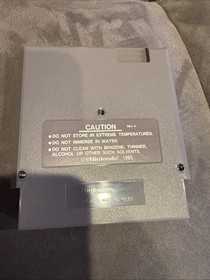 CAUTION
● DO NOT STORE IN EXTREME TEMPERATURES.
● DO NOT IMMERSE IN WATER.
● DO NOT CLEAN WITH BENZENE, THINNER,
ALCOHOL OR OTHER SUCH SOLVENTS.
© Nintendo 1985